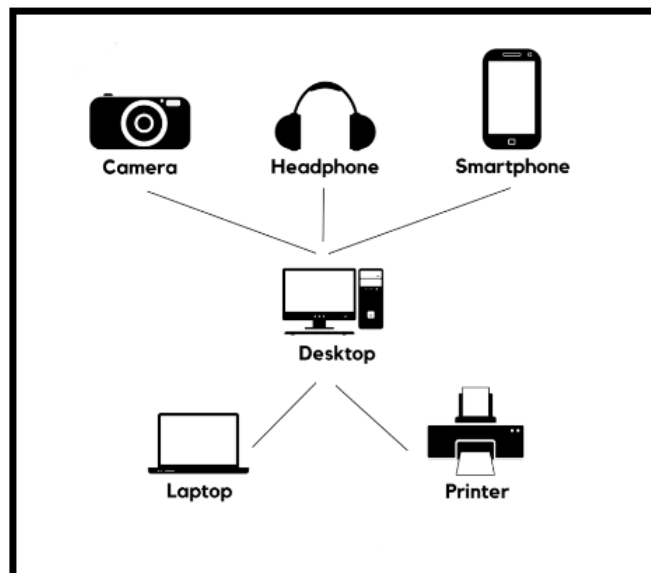 Camera
Headphone
Smartphone
Desktop
Laptop
Printer